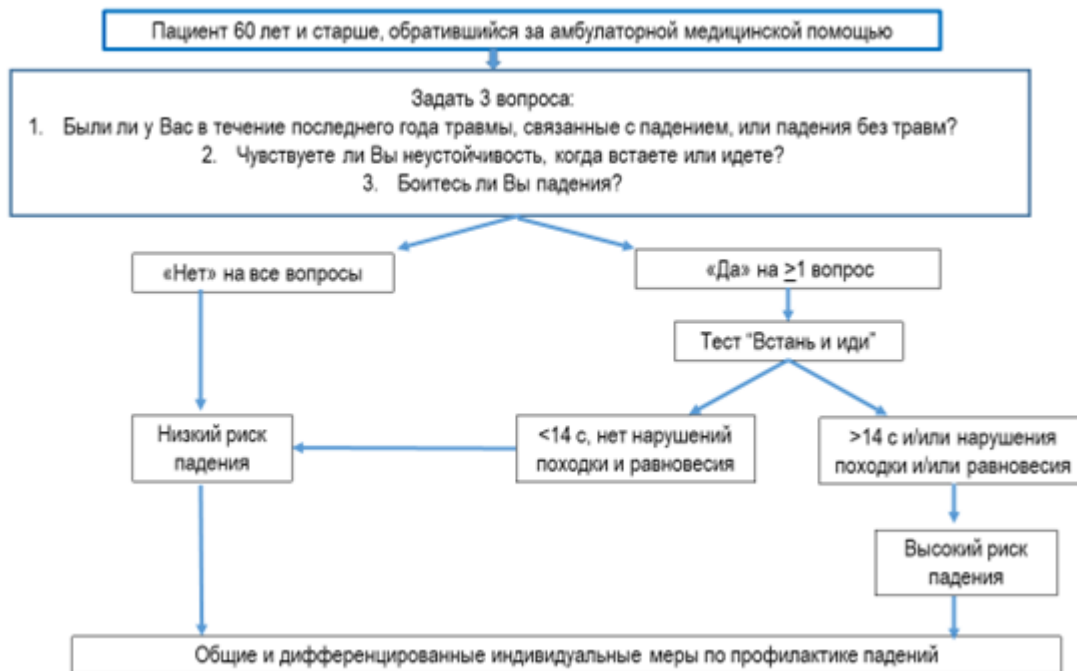 Пациент 60 лет и старше, обратившийся за амбулаторной медицинской помощью
Задать 3 вопроса:
1. Были ли у Вас в течение последнего года травмы, связанные с падением, или падения без травм?
2. Чувствуете ли Вы неустойчивость, когда встаете или идете?
3. Боитесь ли Вы падения?
«Нет» на все вопросы
«Да» на ≥1 вопрос
Тест “Встань и иди”
Низкий риск
падения
<14 с, нет нарушений
походки и равновесия
>14 с и/или нарушения
походки и/или равновесия
Высокий риск
падения
Общие и дифференцированные индивидуальные меры по профилактике падений